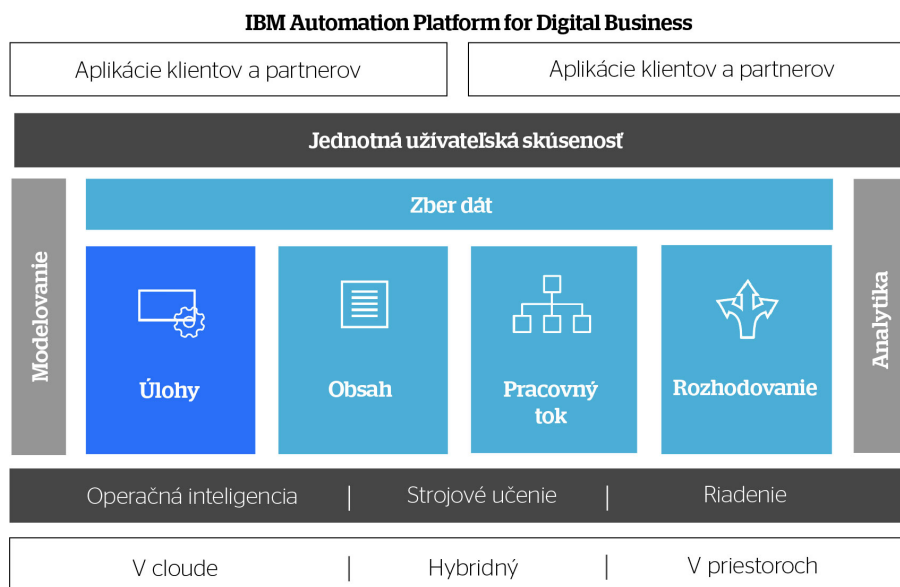 IBM Automation Platform for Digital Business
Aplikácie klientov a partnerov
Aplikácie klientov a partnerov
Jednotná užívateľská skúsenosť
Modelovanie
Zber dát
Analytika
Úlohy
Obsah
Pracovný
tok
Rozhodovanie
Operačná inteligencia | Strojové učenie | Riadenie
V cloude | Hybridný | V priestoroch